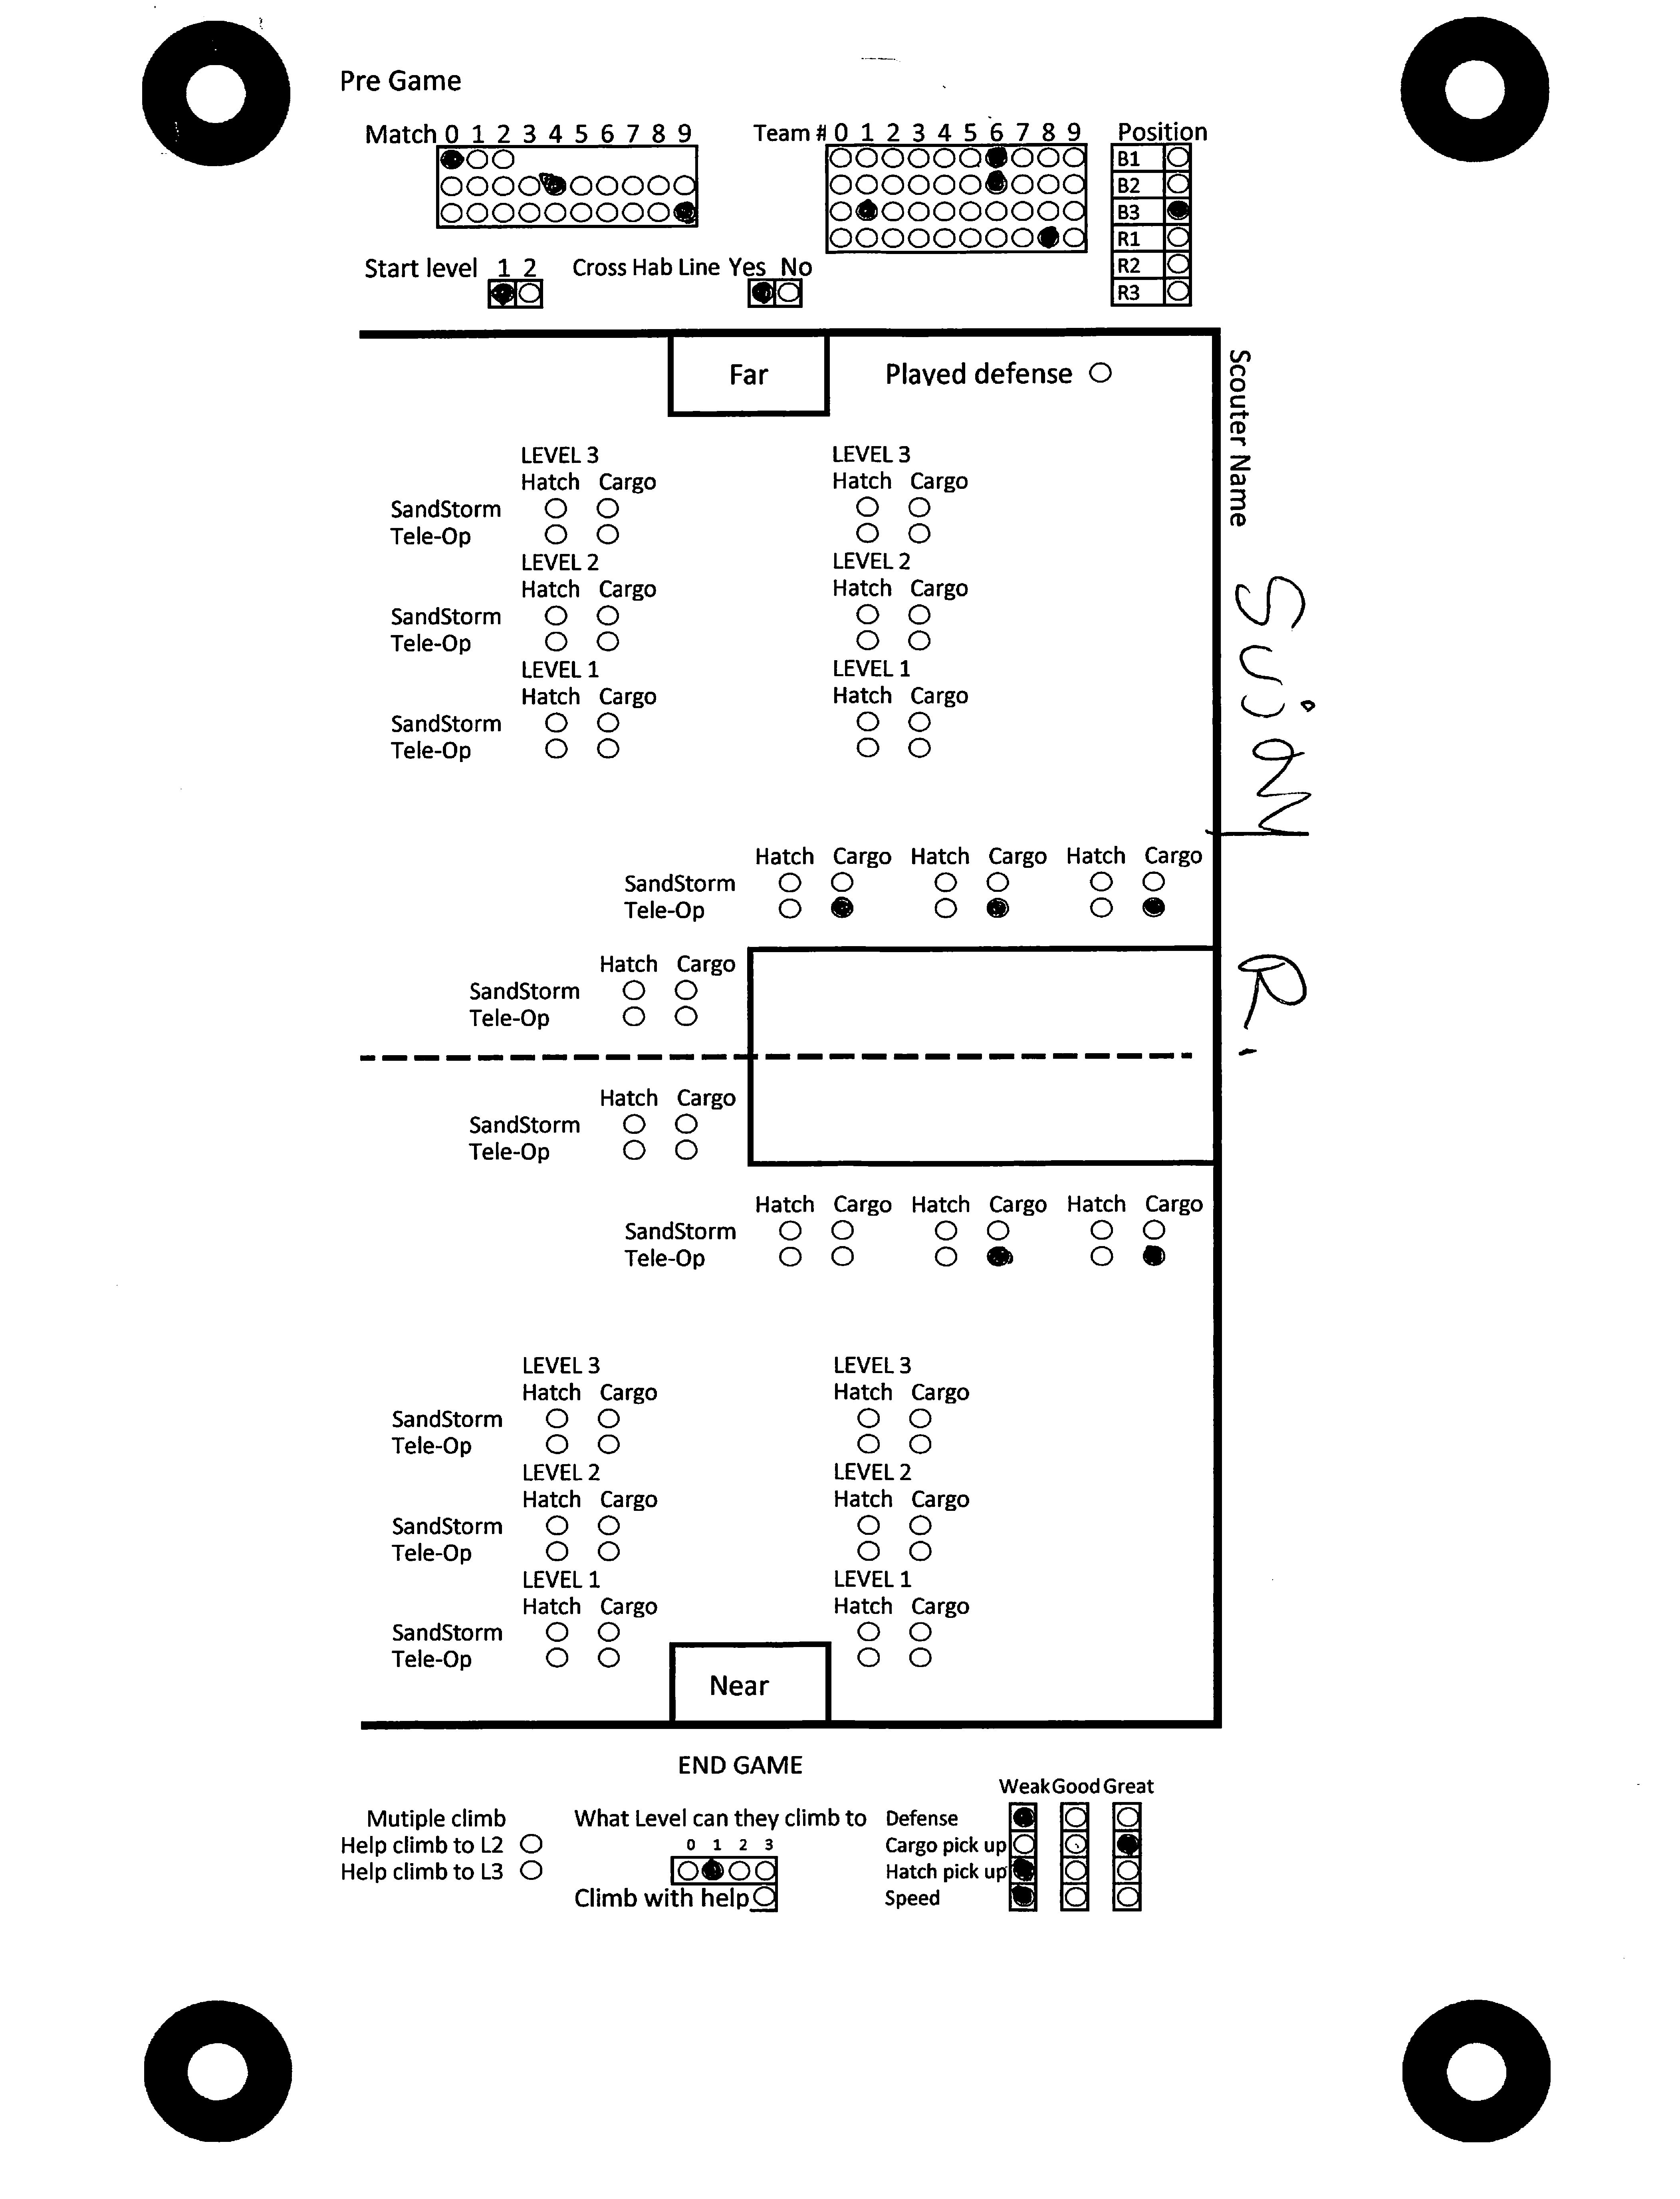 Pre Game
Match 0 1 2 3 4 5 6 7 8 9
Team # 0 1 2 3 4 5 6 7 8 9
Position
B1
B2
B3
R1
R2
R3
Start level 1 2
Cross Hab Line Yes No
Far
Played defense
Scouter Name
R.
LEVEL 3 LEVEL 3
Hatch Cargo Hatch Cargo
SandStorm
Tele-Op
LEVEL 2 LEVEL 2
Hatch Cargo Hatch Cargo
SandStorm
Tele-Op
LEVEL 1 LEVEL 1
Hatch Cargo Hatch Cargo
SandStorm
Tele-Op
Hatch Cargo Hatch Cargo Hatch Cargo
SandStorm
Tele-Op
Hatch Cargo
SandStorm
Tele-Op
Hatch Cargo
SandStorm
Tele-Op
Hatch Cargo Hatch Cargo Hatch Cargo
SandStorm
Tele-Op
LEVEL 3 LEVEL 3
Hatch Cargo Hatch Cargo
SandStorm
Tele-Op
LEVEL 2 LEVEL 2
Hatch Cargo Hatch Cargo
SandStorm
Tele-Op
LEVEL 1 LEVEL 1
Hatch Cargo Hatch Cargo
SandStorm
Tele-Op
Near
END GAME
Mutiple climb
Help climb to L2
Help climb to L3
What Level can they climb to
0 1 2 3
Climb with help
Weak Good Great
Defense
Cargo pick up
Hatch pick up
Speed